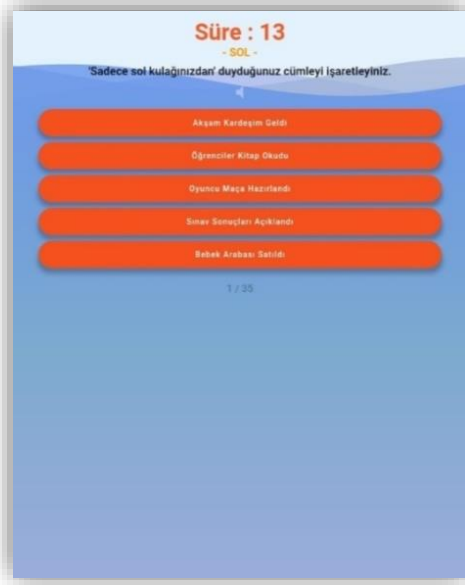 Süre : 13
- SOL -
'Sadece sol kulağınızdan' duyduğunuz cümleyi işaretleyiniz.
Akşam Kardeşim Geldi
Öğrenciler Kitap Okudu
Oyuncu Maça Hazırlandı
Sınav Sonuçları Açıklandı
Bebek Arabası Satıldı
1 / 35